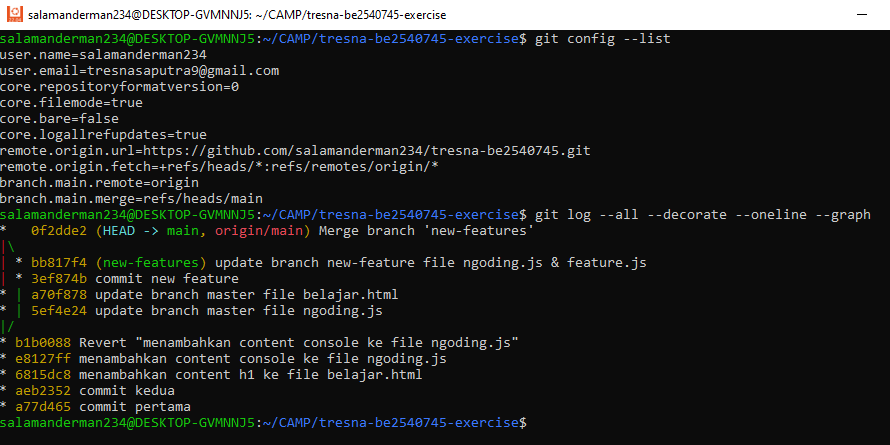 salamanderman234@DESKTOP-GVMNNJ5: ~/CAMP/tresna-be2540745-exercise
salamanderman234@DESKTOP-GVMNNJ5:~/CAMP/tresna-be2540745-exercise$ git config --list
user.name=salamanderman234
user.email=tresnasaputra9@gmail.com
core.repositoryformatversion=0
core.filemode=true
core.bare=false
core.logallrefupdates=true
remote.origin.url=https://github.com/salamanderman234/tresna-be2540745.git
remote.origin.fetch=+refs/heads/*:refs/remotes/origin/*
branch.main.remote=origin
branch.main.merge=refs/heads/main
salamanderman234@DESKTOP-GVMNNJ5:~/CAMP/tresna-be2540745-exercise$ git log --all --decorate --oneline --graph
*   0f2dde2 (HEAD -> main, origin/main) Merge branch 'new-features'
|\
| * bb817f4 (new-features) update branch new-feature file ngoding.js & feature.js
| * 3ef874b commit new feature
* | a70f878 update branch master file belajar.html
* | 5ef4e24 update branch master file ngoding.js
|/
* b1b0088 Revert "menambahkan content console ke file ngoding.js"
* e8127ff menambahkan content console ke file ngoding.js
* 6815dc8 menambahkan content h1 ke file belajar.html
* aeb2352 commit kedua
* a77d465 commit pertama
salamanderman234@DESKTOP-GVMNNJ5:~/CAMP/tresna-be2540745-exercise$